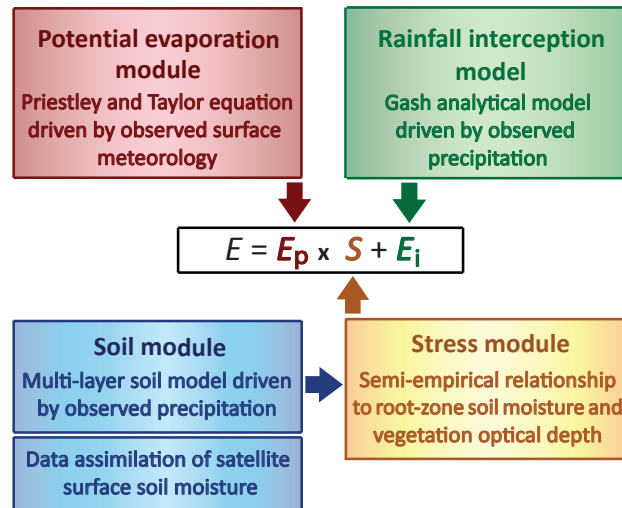 Potential evaporation
module
Priestley and Taylor equation
driven by observed surface
meteorology
Rainfall interception
model
Gash analytical model
driven by observed
precipitation
E = Ep x S + Ei
Soil module
Multi-layer soil model driven
by observed precipitation
Data assimilation of satellite
surface soil moisture
Stress module
Semi-empirical relationship
to root-zone soil moisture and
vegetation optical depth